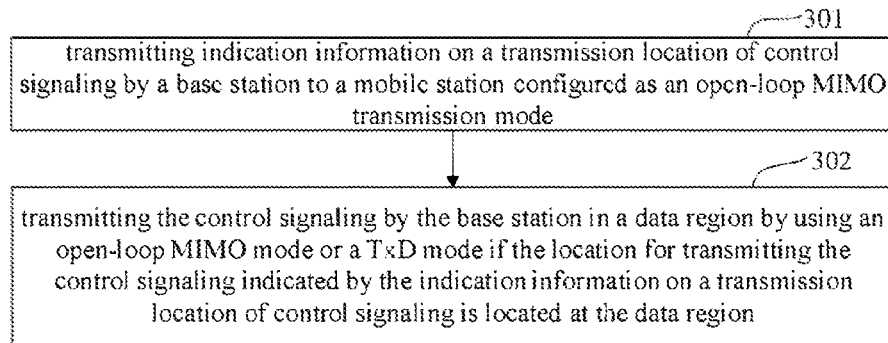 301
transmitting indication information on a transmission location of control
signaling by a base station to a mobile station configured as an open-loop MIMO
transmission mode
302
transmitting the control signaling by the base station in a data region by using an
open-loop MIMO mode or a TxD mode if the location for transmitting the
control signaling indicated by the indication information on a transmission
location of control signaling is located at the data region